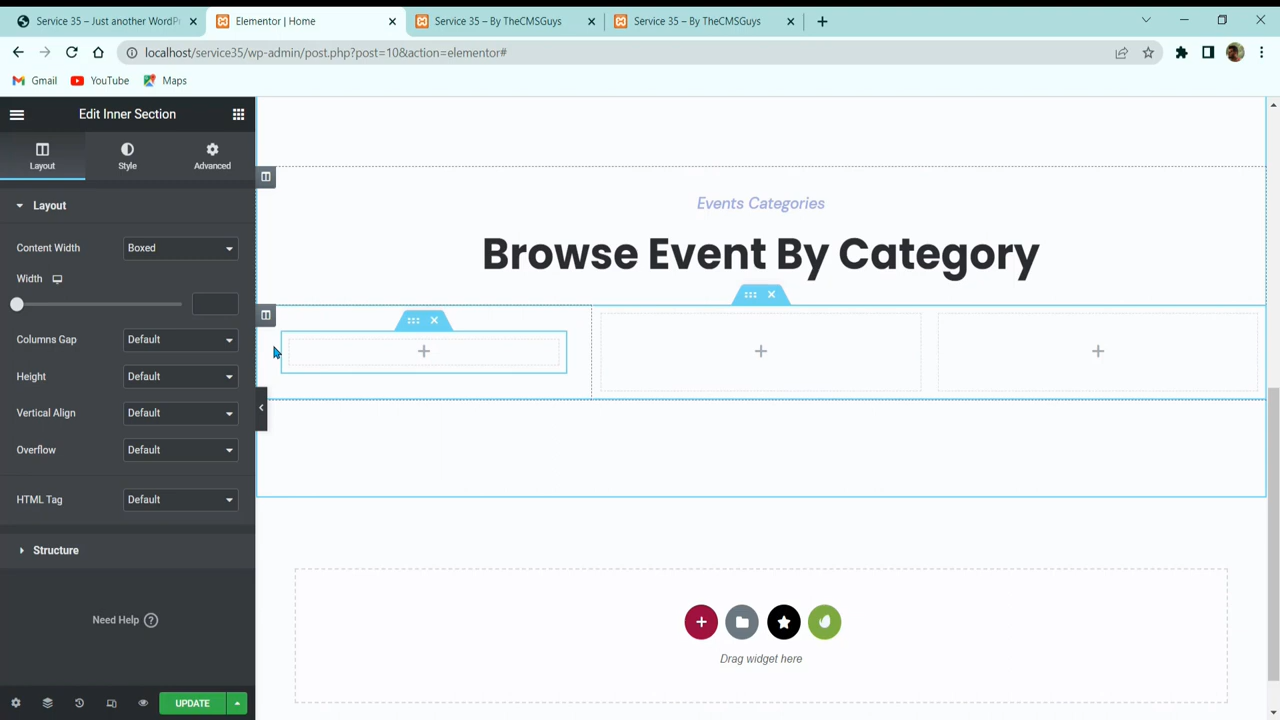 Service 35 – Just another WordPr
Elementor | Home
Service 35 – By TheCMSGuys
Service 35 – By TheCMSGuys
localhost/service35/wp-admin/post.php?post=10&action=elementor#
Gmail
YouTube
Maps
Edit Inner Section
Layout
Style
Advanced
Layout
Content Width
Boxed
Width
Columns Gap
Default
Height
Default
Vertical Align
Default
Overflow
Default
HTML Tag
Default
Structure
Need Help
UPDATE
Events Categories
Browse Event By Category
Drag widget here